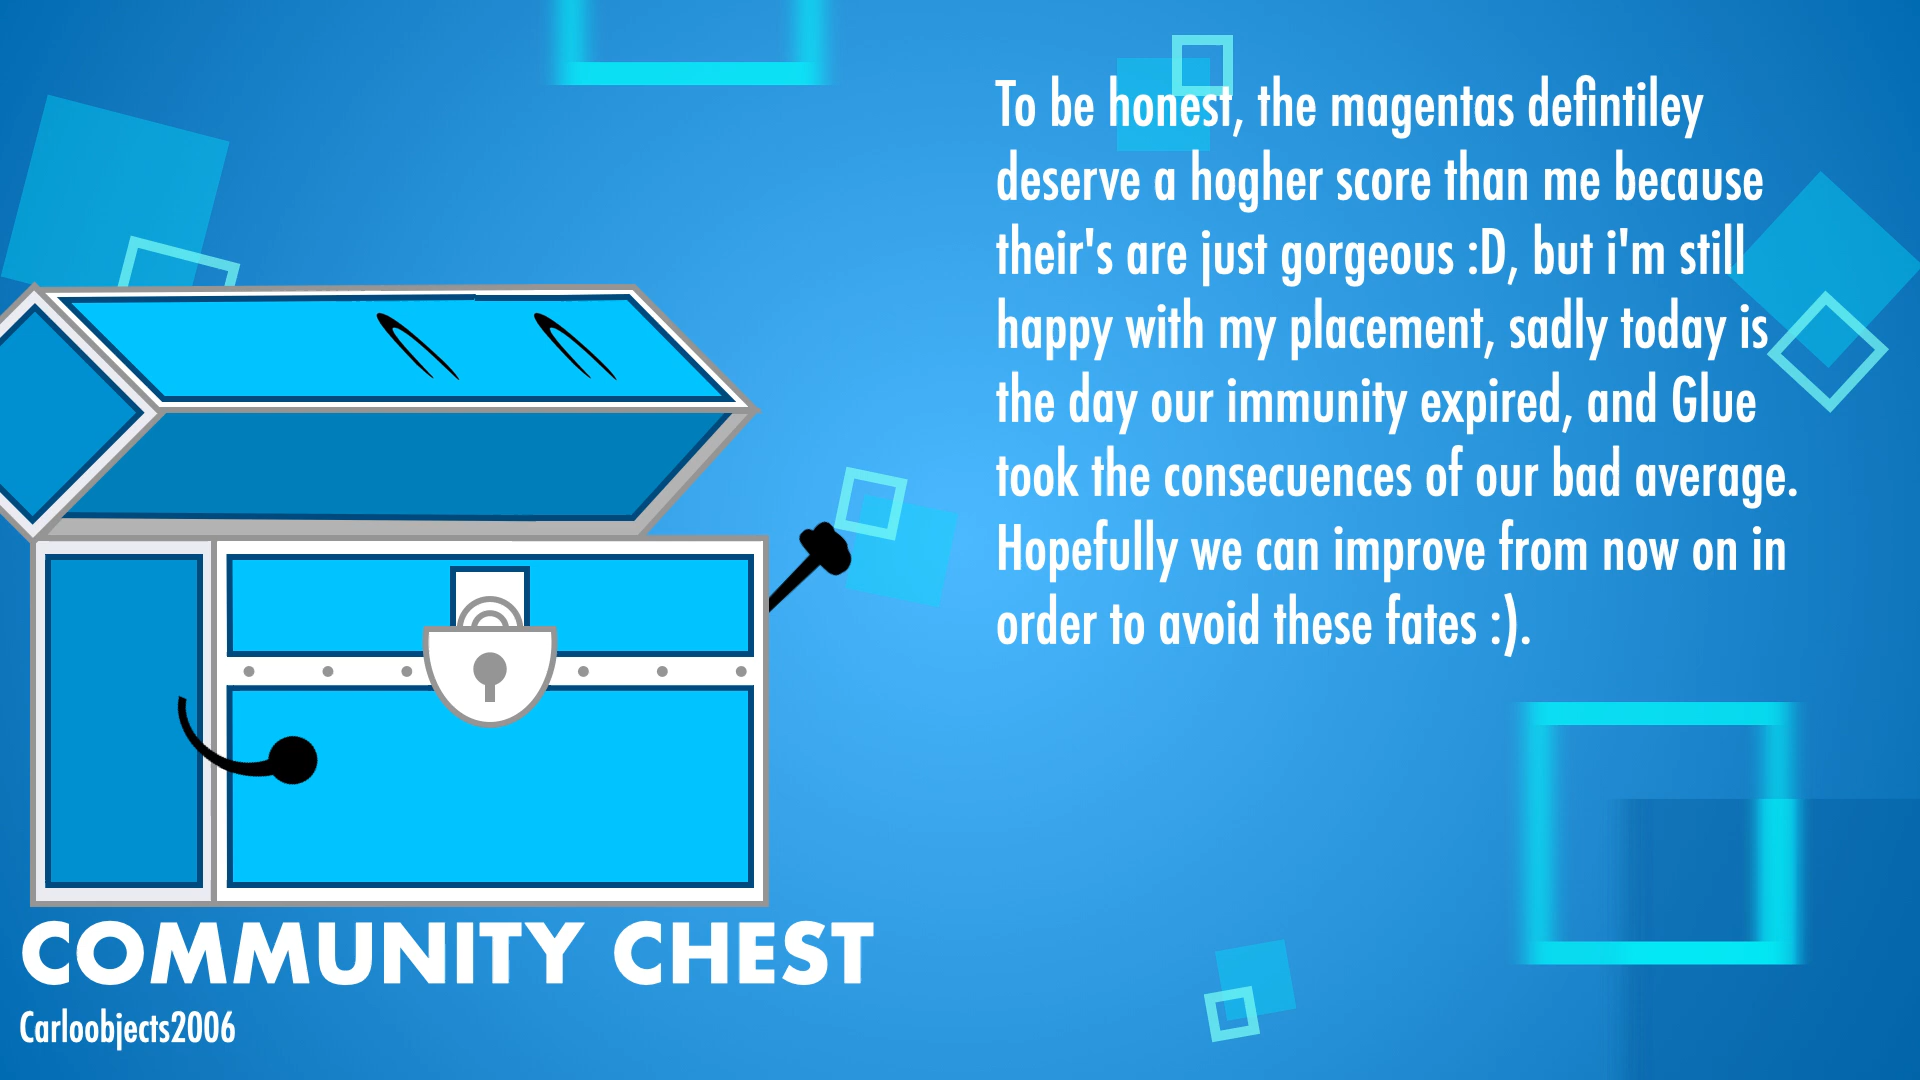 To be honest, the magentas defintiley
deserve a hogher score than me because
their's are just gorgeous :D, but i'm still
happy with my placement, sadly today is
the day our immunity expired, and Glue
took the consecuences of our bad average.
Hopefully we can improve from now on in
order to avoid these fates :).
COMMUNITY CHEST
Carloobjects2006